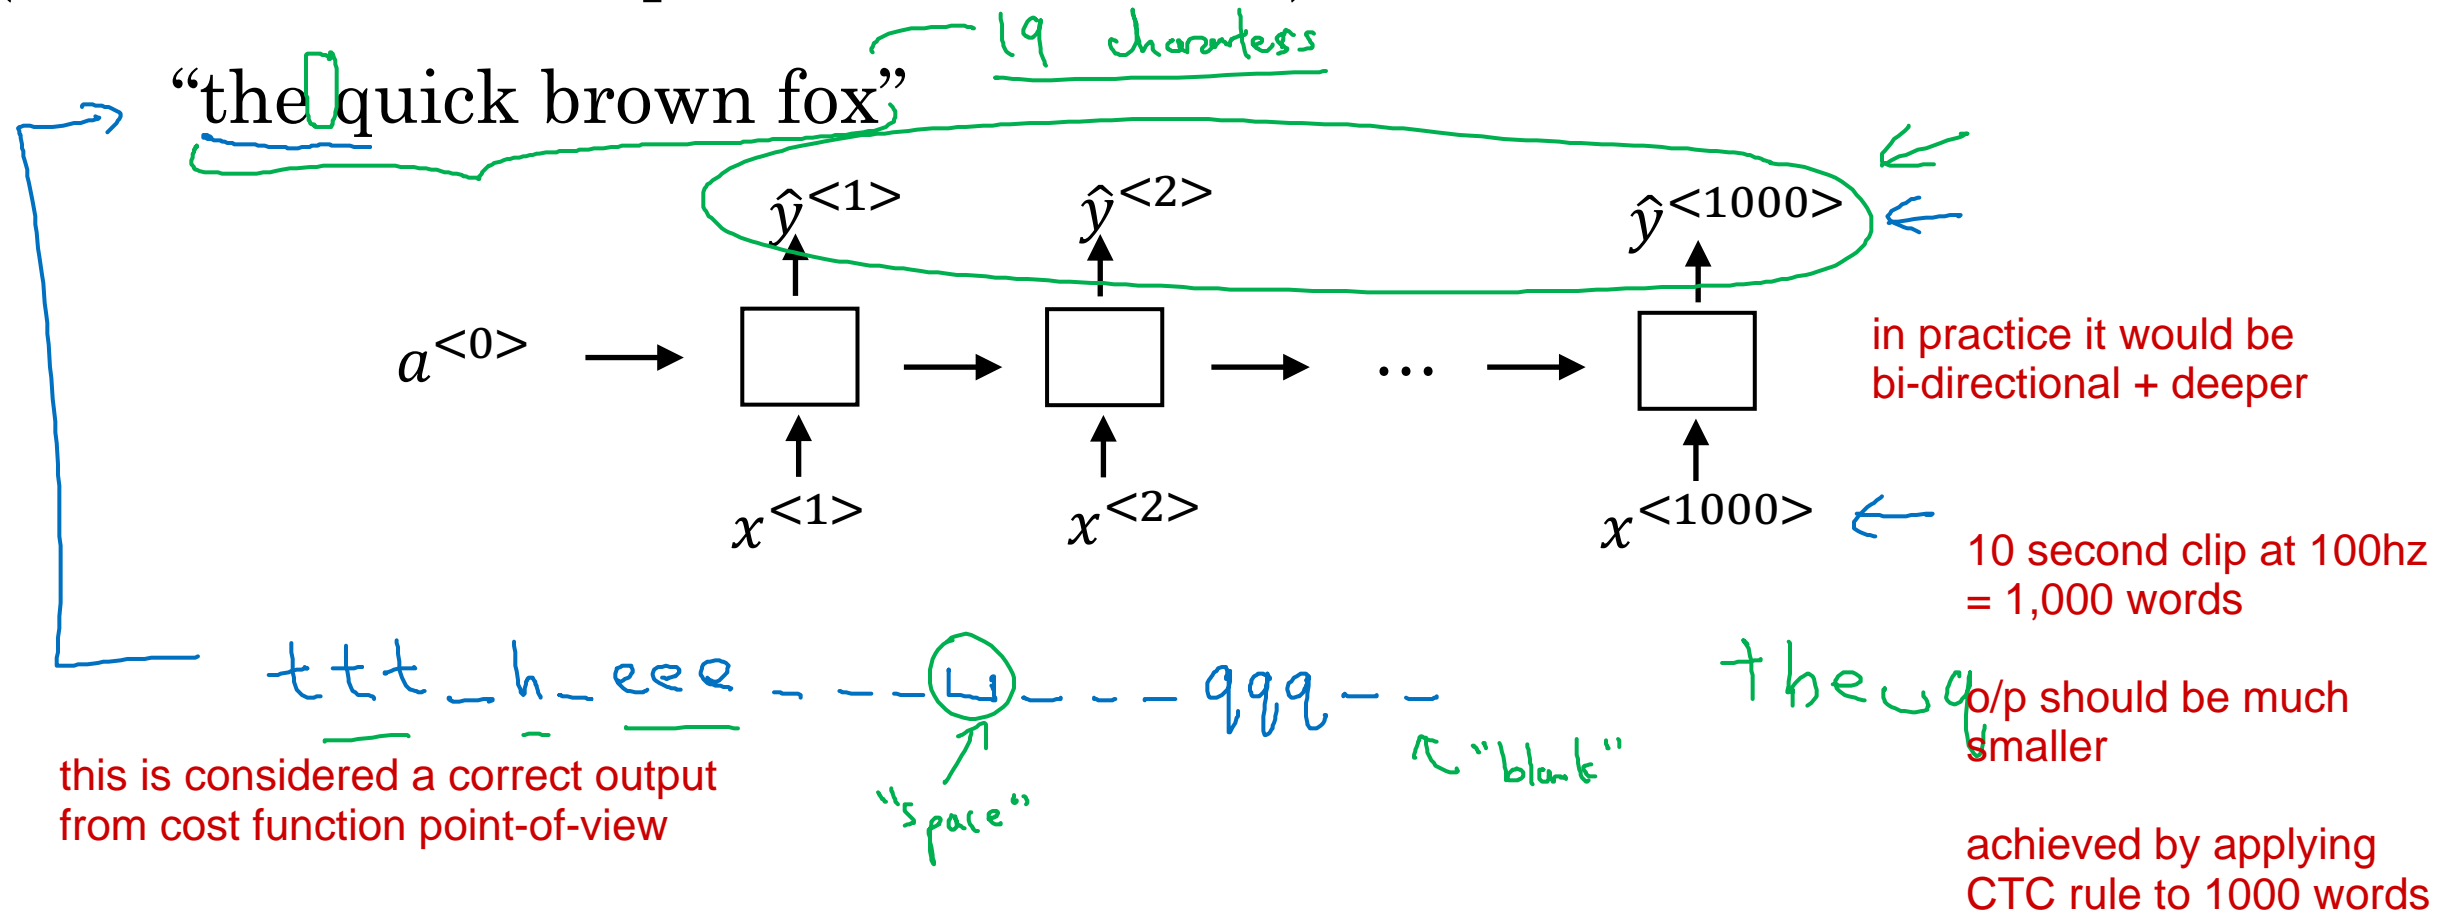 19 characters
“the quick brown fox”
ŷ<1> ŷ<2> ŷ<1000>
a<0> ...
in practice it would be
bi-directional + deeper
x<1> x<2> x<1000>
10 second clip at 100hz
= 1,000 words
ttt_h_eee____⊔____qqq__
the⊔q
o/p should be much
smaller
"blank"
"space"
this is considered a correct output
from cost function point-of-view
achieved by applying
CTC rule to 1000 words